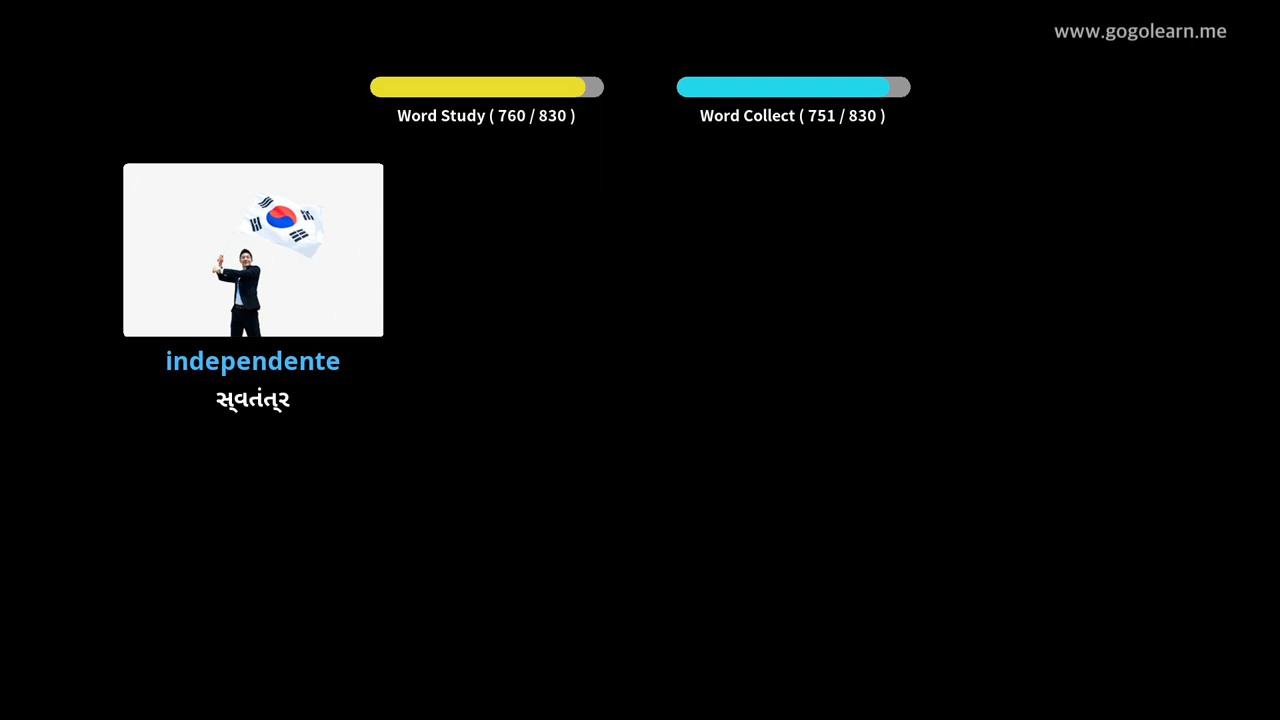 www.gogolearn.me
Word Study ( 760 / 830 )
Word Collect ( 751 / 830 )
independente
સ્વતંત્ર